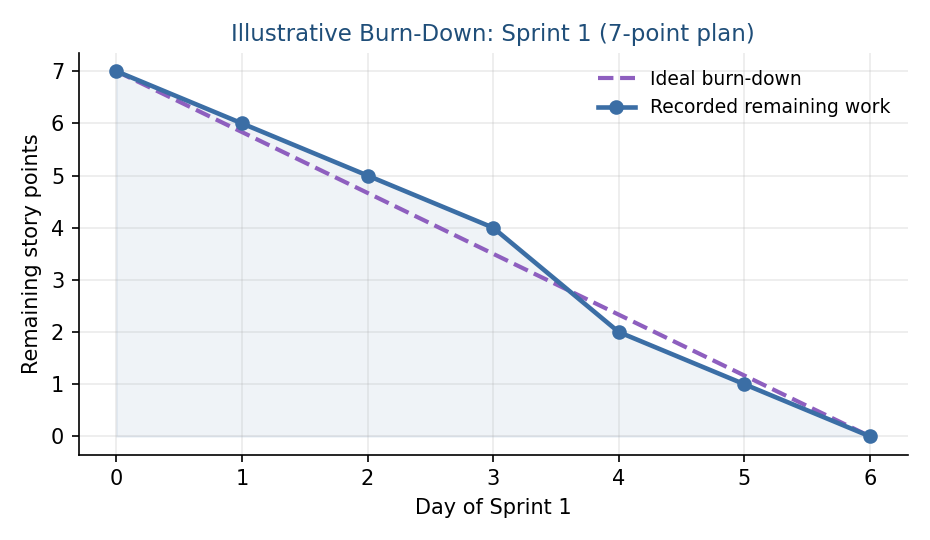 Illustrative Burn-Down: Sprint 1 (7-point plan)
Ideal burn-down
Recorded remaining work
Remaining story points
7
6
5
4
3
2
1
0
0 1 2 3 4 5 6
Day of Sprint 1